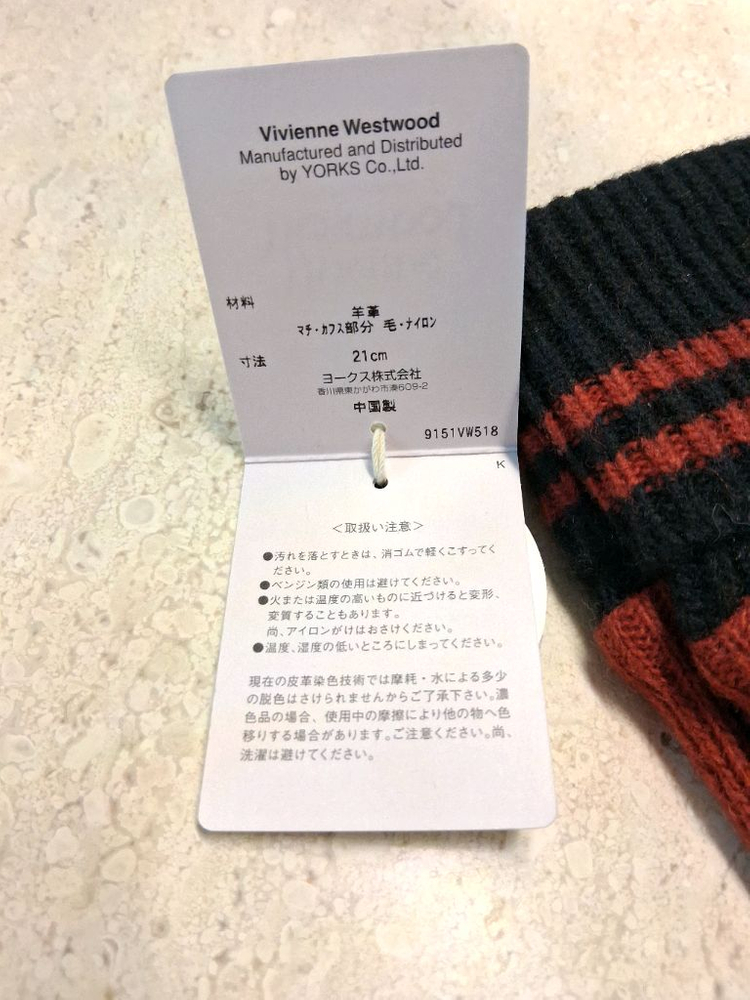 Vivienne Westwood
Manufactured and Distributed
by YORKS Co.,Ltd.
材料
羊革
マチ・カフス部分 毛・ナイロン
寸法
21cm
ヨークス株式会社
香川県東かがわ市湊609-2
中国製
9151VW518
K
<取扱い注意>
●汚れを落とすときは、消ゴムで軽くこすってく
ださい。
●ベンジン類の使用は避けてください。
●火または温度の高いものに近づけると変形、
変質することもあります。
尚、アイロンがけはおさけください。
●温度、湿度の低いところにしまってください。
現在の皮革染色技術では摩耗・水による多少
の脱色はさけられませんからご了承下さい。濃
色品の場合、使用中の摩擦により他の物へ色
移りする場合があります。ご注意ください。尚、
洗濯は避けてください。